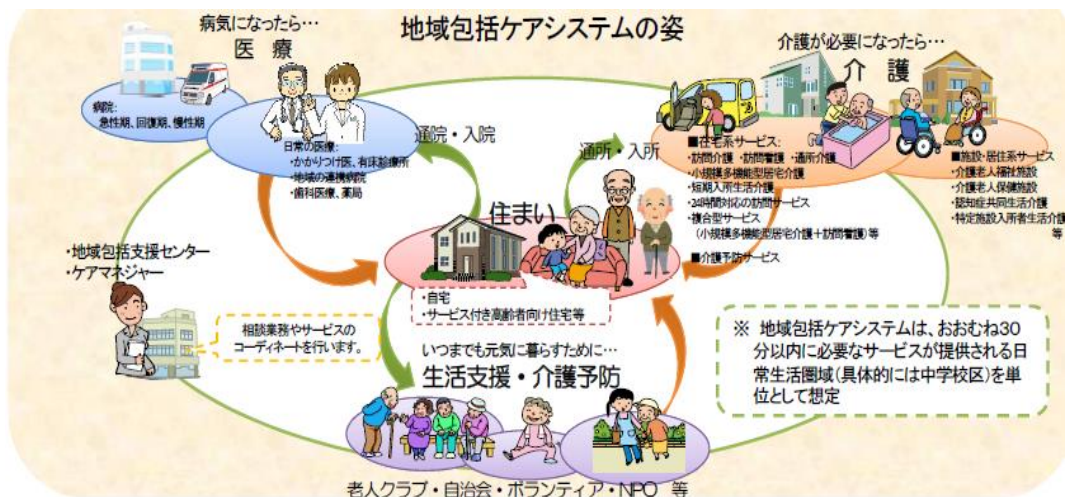 地域包括ケアシステムの姿
病気になったら…
医 療
病院:
急性期、回復期、慢性期
日常の医療:
・かかりつけ医、有床診療所
・地域の連携病院
・歯科医療、薬局
通院・入院
通所・入所
介護が必要になったら…
介 護
■在宅系サービス:
・訪問介護・訪問看護・通所介護
・小規模多機能型居宅介護
・短期入所生活介護
・24時間対応の訪問サービス
・複合型サービス
(小規模多機能型居宅介護+訪問看護)等
■介護予防サービス
■施設・居住系サービス
・介護老人福祉施設
・介護老人保健施設
・認知症共同生活介護
・特定施設入所者生活介護
等
住まい
・自宅
・サービス付き高齢者向け住宅等
・地域包括支援センター
・ケアマネジャー
相談業務やサービスの
コーディネートを行います。
いつまでも元気に暮らすために…
生活支援・介護予防
老人クラブ・自治会・ボランティア・NPO 等
※ 地域包括ケアシステムは、おおむね30
分以内に必要なサービスが提供される日
常生活圏域(具体的には中学校区)を単
位として想定